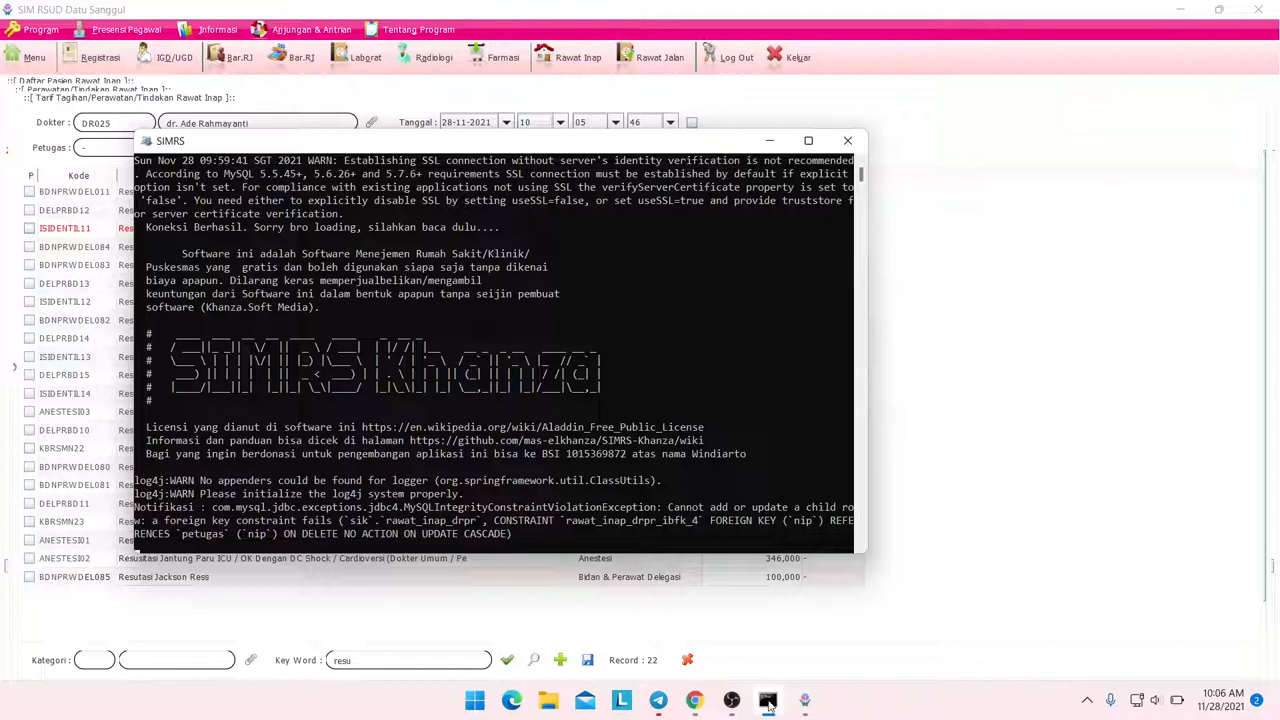 SIM RSUD Datu Sanggul
Program Presensi Pegawai Informasi Anjungan & Antrian Tentang Program
Menu Registrasi IGD/UGD Bar.RJ Bar.RJ Laborat Radiologi Farmasi Rawat Inap Rawat Jalan Log Out Keluar
::[ Daftar Pasien Rawat Inap ]::
::[ Perawatan/Tindakan Rawat Inap ]::
::[ Tarif Tagihan/Perawatan/Tindakan Rawat Inap ]::
Dokter : DR025 dr. Ade Rahmayanti Tanggal : 28-11-2021 10 05 46
Petugas : -
P Kode
BDNPRWDEL011
DELPRBD12
ISIDENTIL11
BDNPRWDEL084
BDNPRWDEL083
DELPRBD13
ISIDENTIL12
BDNPRWDEL082
DELPRBD14
ISIDENTIL13
DELPRBD15
ISIDENTIL14
ANESTESI03
DELPRBD10
KBRSMN22
BDNPRWDEL080
BDNPRWDEL081
DELPRBD11
KBRSMN23
ANESTESI01
ANESTESI02 Resusitasi Jantung Paru ICU / OK Dengan DC Shock / Cardioversi (Dokter Umum / Pe Anestesi 346,000 -
BDNPRWDEL085 Resutasi Jackson Ress Bidan & Perawat Delegasi 100,000 -
SIMRS
Sun Nov 28 09:59:41 SGT 2021 WARN: Establishing SSL connection without server's identity verification is not recommended
. According to MySQL 5.5.45+, 5.6.26+ and 5.7.6+ requirements SSL connection must be established by default if explicit
option isn't set. For compliance with existing applications not using SSL the verifyServerCertificate property is set to
'false'. You need either to explicitly disable SSL by setting useSSL=false, or set useSSL=true and provide truststore f
or server certificate verification.
Koneksi Berhasil. Sorry bro loading, silahkan baca dulu....
Software ini adalah Software Menejemen Rumah Sakit/Klinik/
Puskesmas yang gratis dan boleh digunakan siapa saja tanpa dikenai
biaya apapun. Dilarang keras memperjualbelikan/mengambil
keuntungan dari Software ini dalam bentuk apapun tanpa seijin pembuat
software (Khanza.Soft Media).
SIMRS Khanza
Licensi yang dianut di software ini https://en.wikipedia.org/wiki/Aladdin_Free_Public_License
Informasi dan panduan bisa dicek di halaman https://github.com/mas-elkhanza/SIMRS-Khanza/wiki
Bagi yang ingin berdonasi untuk pengembangan aplikasi ini bisa ke BSI 1015369872 atas nama Windiarto
log4j:WARN No appenders could be found for logger (org.springframework.util.ClassUtils).
log4j:WARN Please initialize the log4j system properly.
Notifikasi : com.mysql.jdbc.exceptions.jdbc4.MySQLIntegrityConstraintViolationException: Cannot add or update a child ro
w: a foreign key constraint fails (`sik`.`rawat_inap_drpr`, CONSTRAINT `rawat_inap_drpr_ibfk_4` FOREIGN KEY (`nip`) REFE
RENCES `petugas` (`nip`) ON DELETE NO ACTION ON UPDATE CASCADE)
Kategori : Key Word : resu Record : 22
10:06 AM
11/28/2021
2